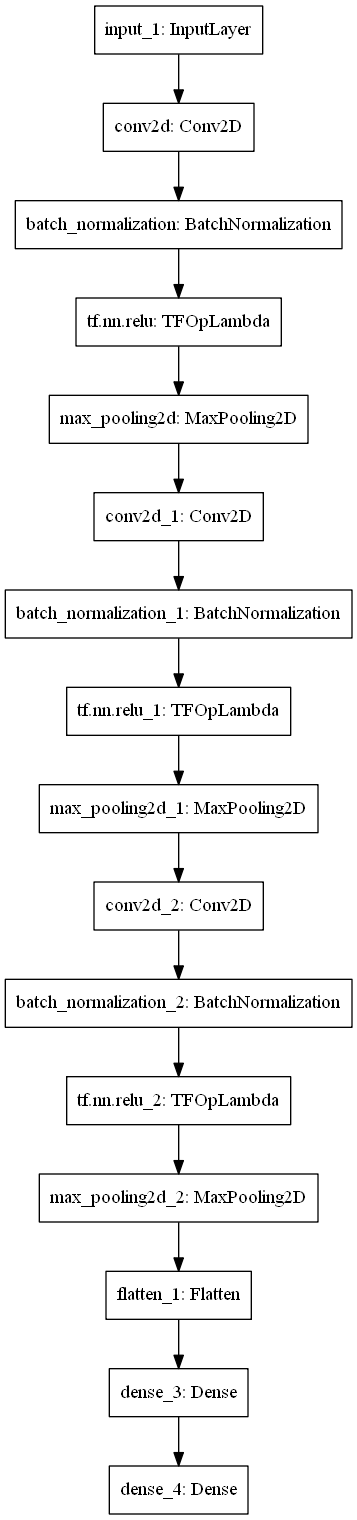 input_1: InputLayer
conv2d: Conv2D
batch_normalization: BatchNormalization
tf.nn.relu: TFOpLambda
max_pooling2d: MaxPooling2D
conv2d_1: Conv2D
batch_normalization_1: BatchNormalization
tf.nn.relu_1: TFOpLambda
max_pooling2d_1: MaxPooling2D
conv2d_2: Conv2D
batch_normalization_2: BatchNormalization
tf.nn.relu_2: TFOpLambda
max_pooling2d_2: MaxPooling2D
flatten_1: Flatten
dense_3: Dense
dense_4: Dense